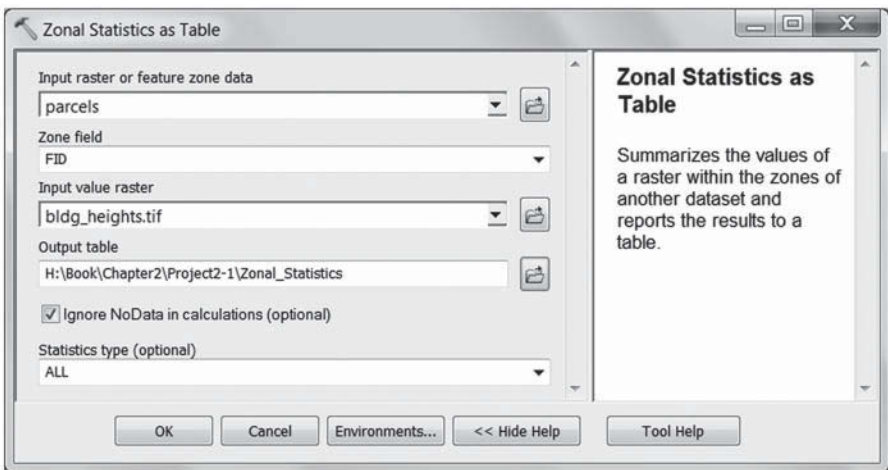 Zonal Statistics as Table
Input raster or feature zone data
parcels
Zone field
FID
Input value raster
bldg_heights.tif
Output table
H:\Book\Chapter2\Project2-1\Zonal_Statistics
Ignore NoData in calculations (optional)
Statistics type (optional)
ALL
OK
Cancel
Environments...
<< Hide Help
Tool Help
Zonal Statistics as
Table
Summarizes the values of
a raster within the zones of
another dataset and
reports the results to a
table.